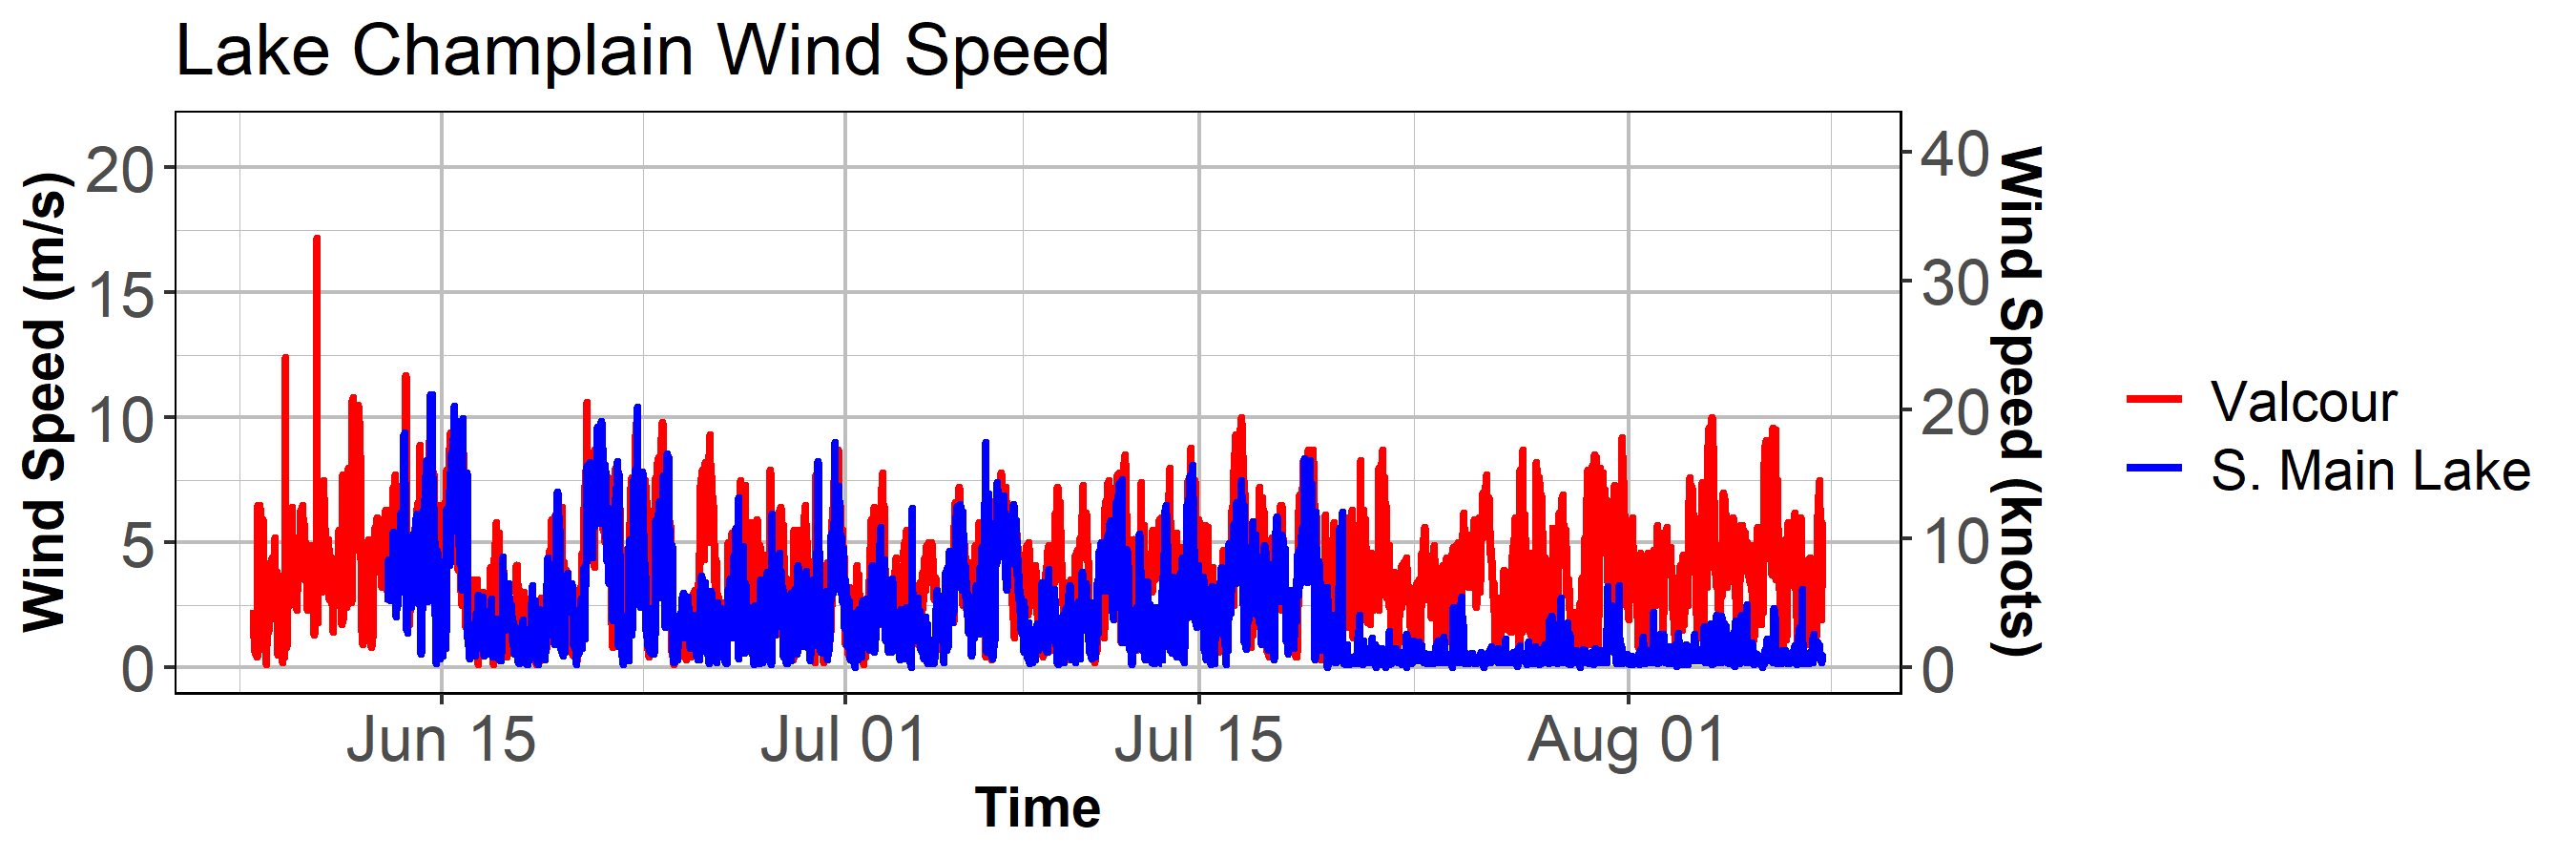 Lake Champlain Wind Speed
Wind Speed (m/s)
20
15
10
5
0
40
30
20
10
0
Wind Speed (knots)
Jun 15
Jul 01
Jul 15
Aug 01
Time
Valcour
S. Main Lake